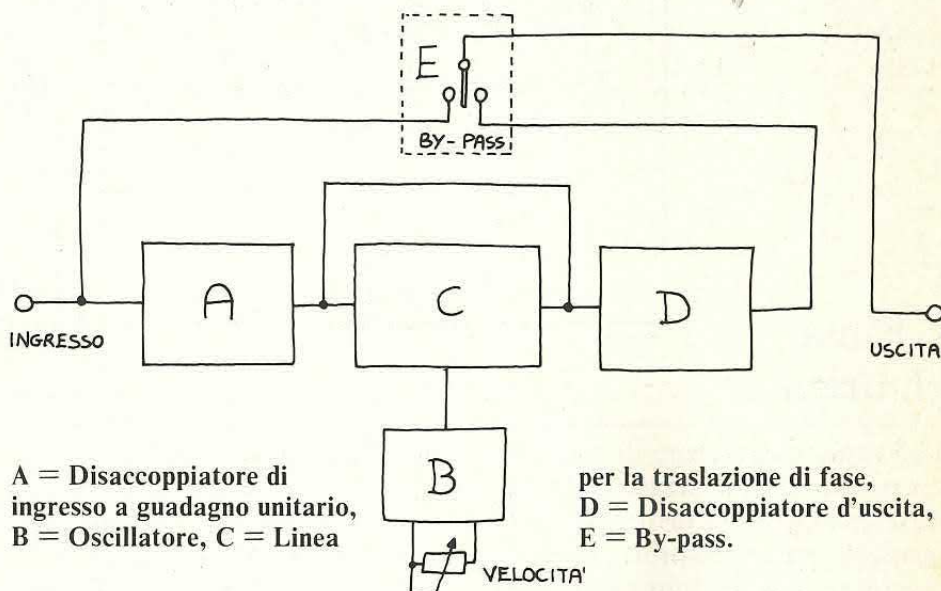 E
BY-PASS
A
C
D
INGRESSO
USCITA
B
VELOCITA'
A = Disaccoppiatore di
ingresso a guadagno unitario,
B = Oscillatore, C = Linea
per la traslazione di fase,
D = Disaccoppiatore d'uscita,
E = By-pass.